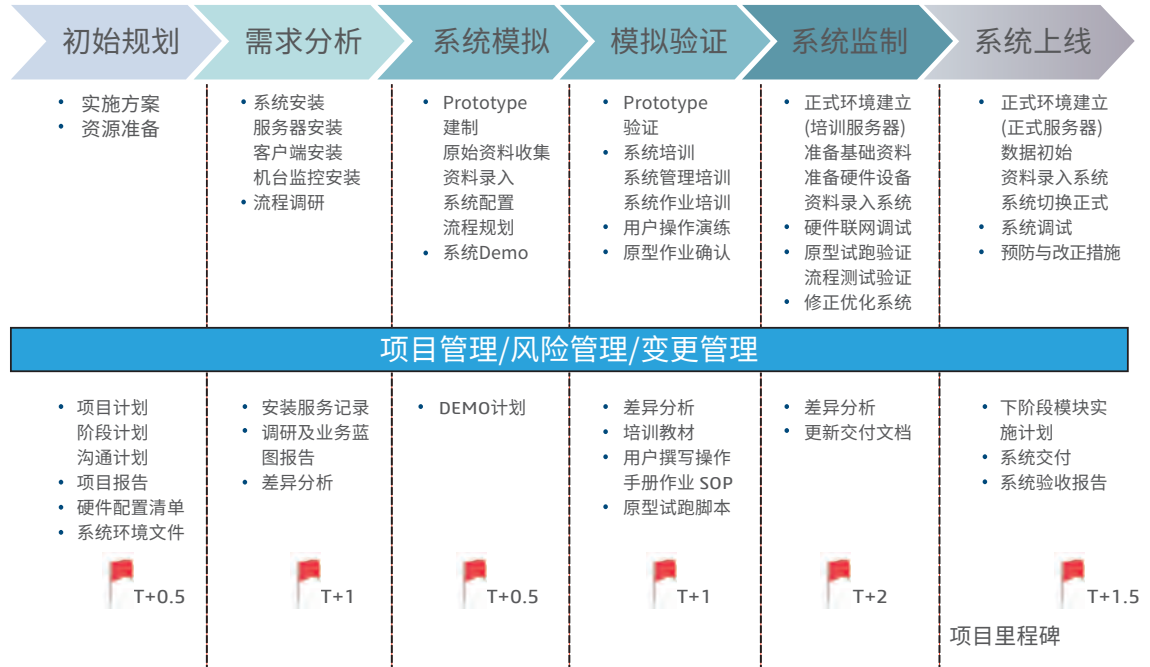 初始规划
需求分析
系统模拟
模拟验证
系统监制
系统上线
• 实施方案
• 资源准备
• 系统安装
服务器安装
客户端安装
机台监控安装
• 流程调研
• Prototype
建制
原始资料收集
资料录入
系统配置
流程规划
• 系统Demo
• Prototype
验证
• 系统培训
系统管理培训
系统作业培训
• 用户操作演练
• 原型作业确认
• 正式环境建立
(培训服务器)
准备基础资料
准备硬件设备
资料录入系统
• 硬件联网调试
• 原型试跑验证
流程测试验证
• 修正优化系统
• 正式环境建立
(正式服务器)
数据初始
资料录入系统
系统切换正式
• 系统调试
• 预防与改正措施
项目管理/风险管理/变更管理
• 项目计划
阶段计划
沟通计划
• 项目报告
• 硬件配置清单
• 系统环境文件
• 安装服务记录
• 调研及业务蓝
图报告
• 差异分析
• DEMO计划
• 差异分析
• 培训教材
• 用户撰写操作
手册作业 SOP
• 原型试跑脚本
• 差异分析
• 更新交付文档
• 下阶段模块实
施计划
• 系统交付
• 系统验收报告
T+0.5
T+1
T+0.5
T+1
T+2
T+1.5
项目里程碑